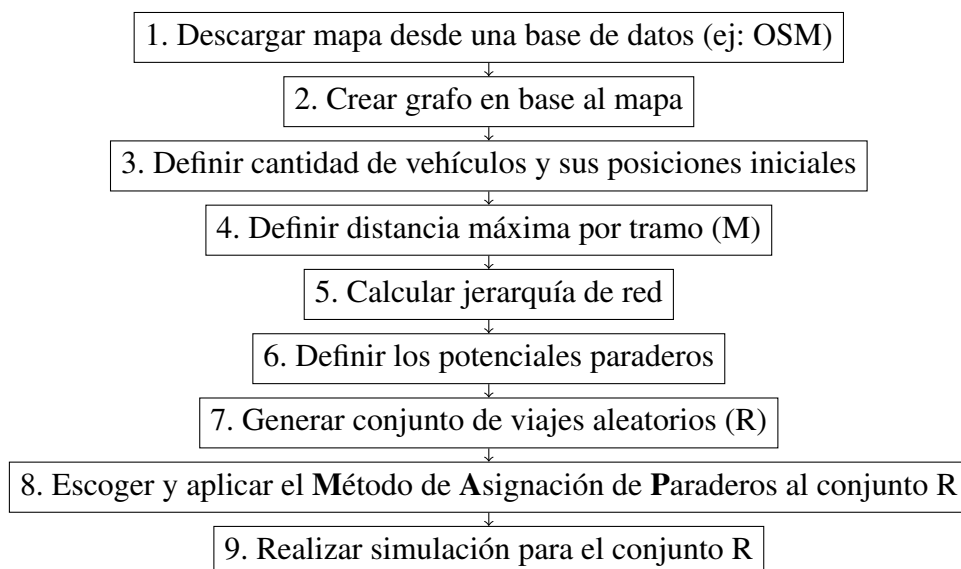 1. Descargar mapa desde una base de datos (ej: OSM)
2. Crear grafo en base al mapa
3. Definir cantidad de vehículos y sus posiciones iniciales
4. Definir distancia máxima por tramo (M)
5. Calcular jerarquía de red
6. Definir los potenciales paraderos
7. Generar conjunto de viajes aleatorios (R)
8. Escoger y aplicar el Método de Asignación de Paraderos al conjunto R
9. Realizar simulación para el conjunto R